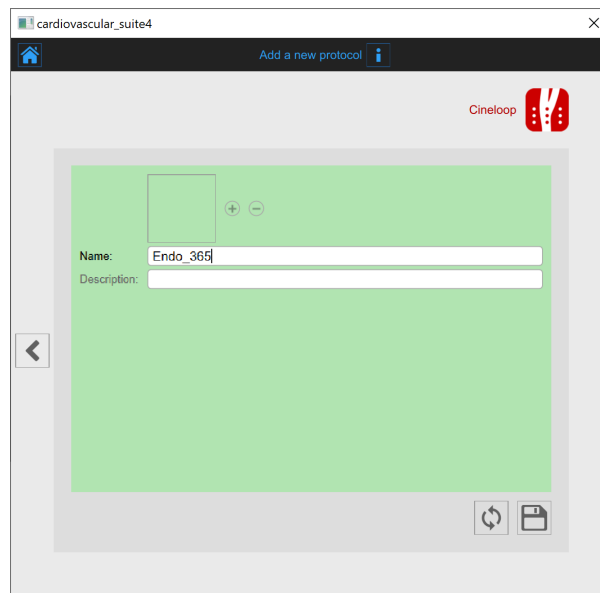 cardiovascular_suite4
Add a new protocol
Cineloop
Name: Endo_365
Description: